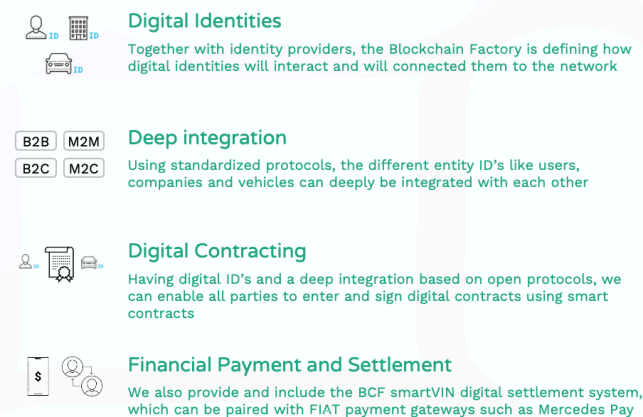 Digital Identities
ID
ID
ID
Together with identity providers, the Blockchain Factory is defining how
digital identities will interact and will connected them to the network
Deep integration
B2B M2M
B2C M2C
Using standardized protocols, the different entity ID's like users,
companies and vehicles can deeply be integrated with each other
Digital Contracting
ID
ID
Having digital ID's and a deep integration based on open protocols, we
can enable all parties to enter and sign digital contracts using smart
contracts
Financial Payment and Settlement
$
We also provide and include the BCF smartVIN digital settlement system,
which can be paired with FIAT payment gateways such as Mercedes Pay